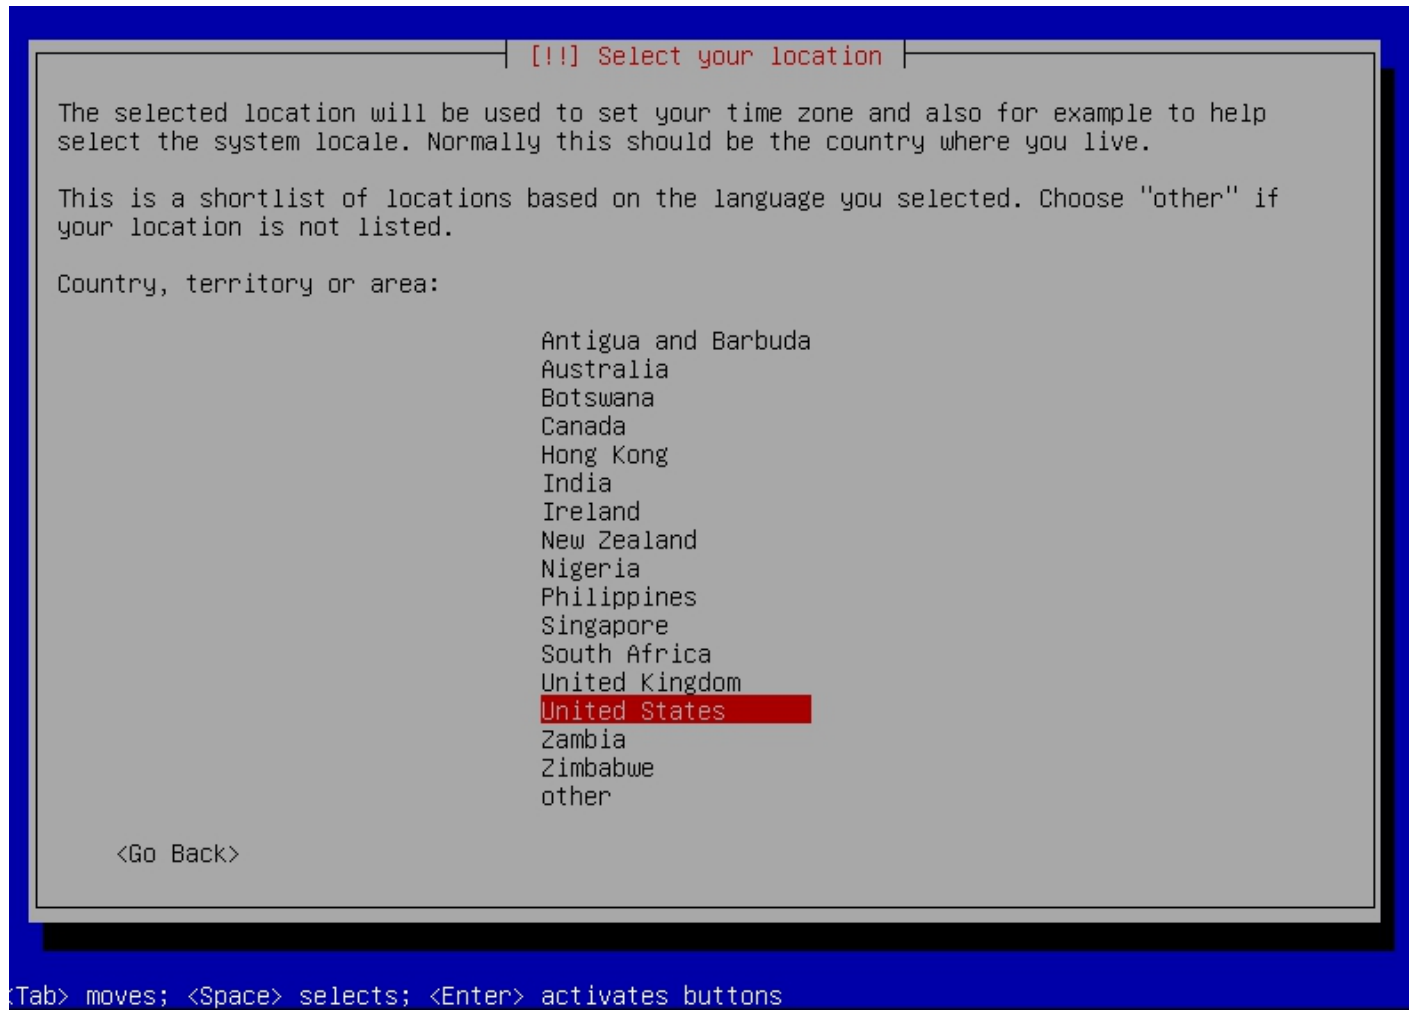 [!!] Select your location
The selected location will be used to set your time zone and also for example to help
select the system locale. Normally this should be the country where you live.
This is a shortlist of locations based on the language you selected. Choose "other" if
your location is not listed.
Country, territory or area:
Antigua and Barbuda
Australia
Botswana
Canada
Hong Kong
India
Ireland
New Zealand
Nigeria
Philippines
Singapore
South Africa
United Kingdom
United States
Zambia
Zimbabwe
other
<Go Back>
<Tab> moves; <Space> selects; <Enter> activates buttons